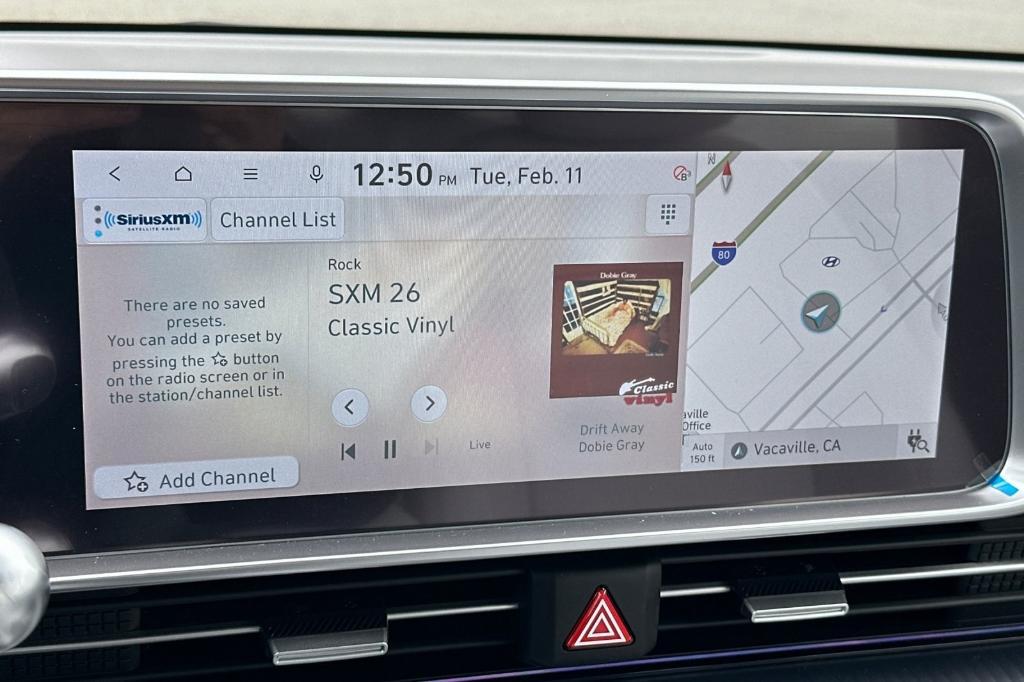 12:50 PM Tue, Feb. 11
SiriusXM
SATELLITE RADIO
Channel List
There are no saved
presets.
You can add a preset by
pressing the button
on the radio screen or in
the station/channel list.
Add Channel
Rock
SXM 26
Classic Vinyl
Live
Dobie Gray
Classic
vinyl
Drift Away
Dobie Gray
N
80
aville
Office
Auto
150 ft
Vacaville, CA